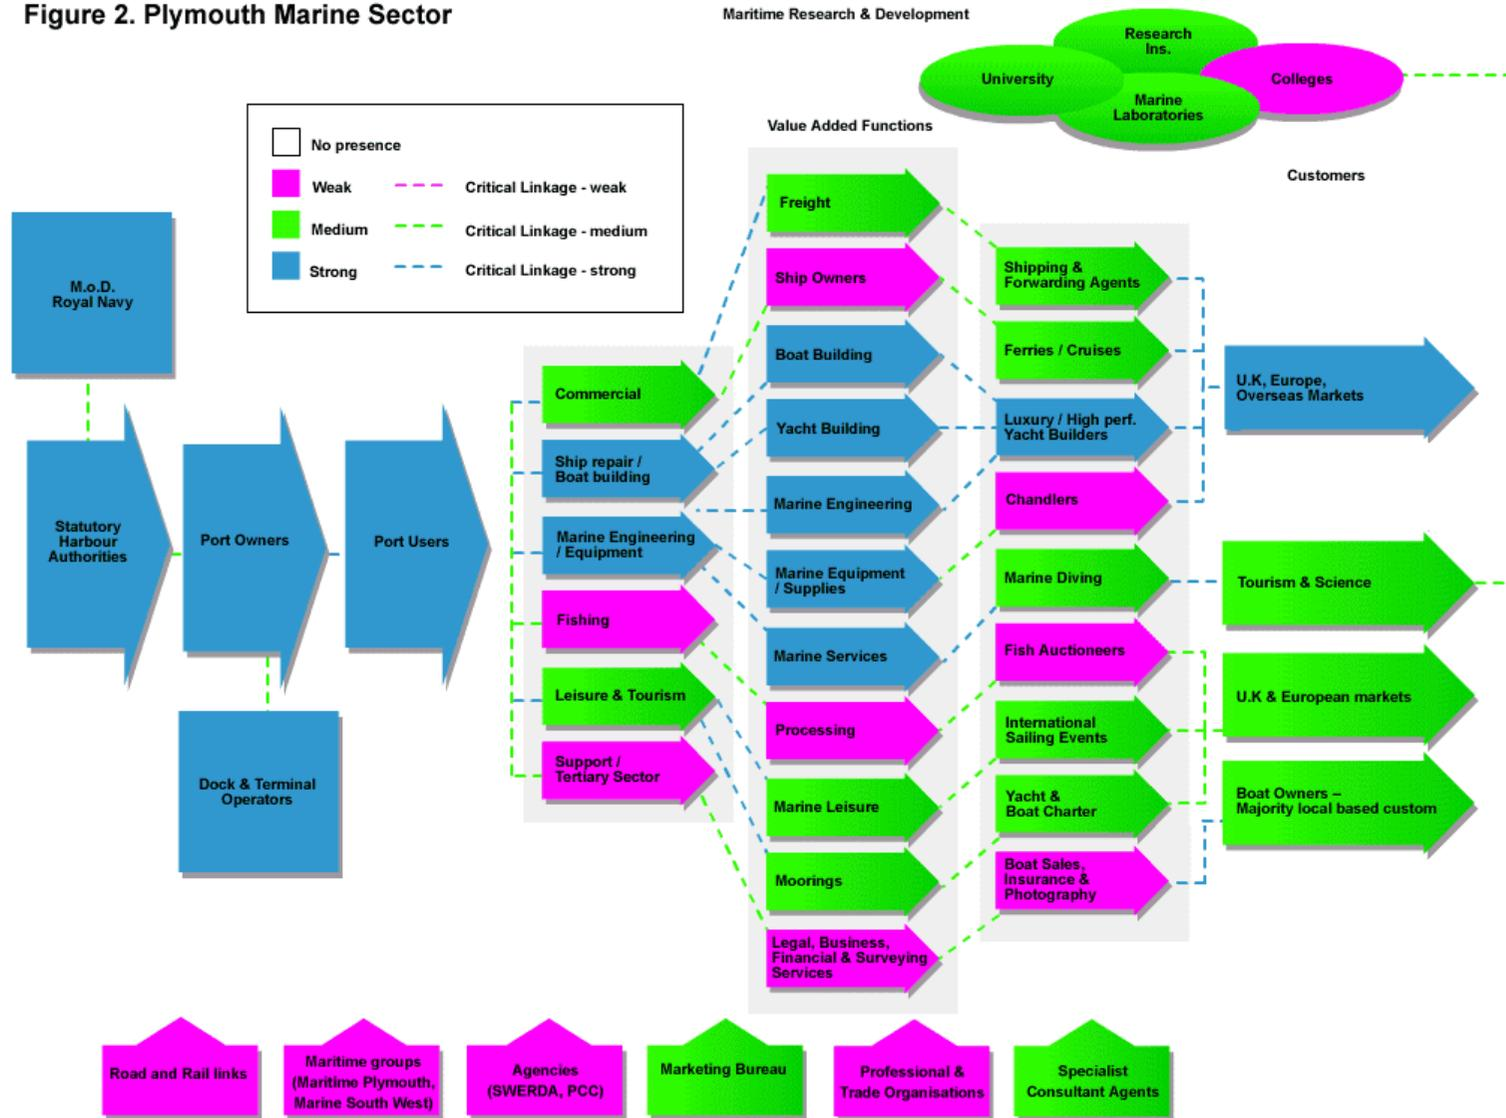 Figure 2. Plymouth Marine Sector
Maritime Research & Development
Research
Ins.
University
Colleges
Marine
Laboratories
No presence
Weak
Critical Linkage - weak
Medium
Critical Linkage - medium
Strong
Critical Linkage - strong
Value Added Functions
Customers
M.o.D.
Royal Navy
Statutory
Harbour
Authorities
Port Owners
Port Users
Dock & Terminal
Operators
Commercial
Ship repair /
Boat building
Marine Engineering
/ Equipment
Fishing
Leisure & Tourism
Support /
Tertiary Sector
Freight
Ship Owners
Boat Building
Yacht Building
Marine Engineering
Marine Equipment
/ Supplies
Marine Services
Processing
Marine Leisure
Moorings
Legal, Business,
Financial & Surveying
Services
Shipping &
Forwarding Agents
Ferries / Cruises
Luxury / High perf.
Yacht Builders
Chandlers
Marine Diving
Fish Auctioneers
International
Sailing Events
Yacht &
Boat Charter
Boat Sales,
Insurance &
Photography
U.K, Europe,
Overseas Markets
Tourism & Science
U.K & European markets
Boat Owners –
Majority local based custom
Road and Rail links
Maritime groups
(Maritime Plymouth,
Marine South West)
Agencies
(SWERDA, PCC)
Marketing Bureau
Professional &
Trade Organisations
Specialist
Consultant Agents